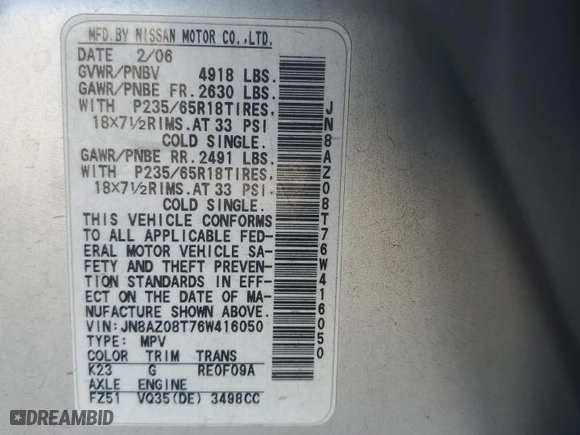 MFD.BY NISSAN MOTOR CO.,LTD.
DATE 2/06
GVWR/PNBV 4918 LBS.
GAWR/PNBE FR.2630 LBS.
WITH P235/65R18TIRES,
18×7½RIMS.AT 33 PSI
COLD SINGLE.
GAWR/PNBE RR.2491 LBS.
WITH P235/65R18TIRES,
18×7½RIMS.AT 33 PSI
COLD SINGLE.
THIS VEHICLE CONFORMS
TO ALL APPLICABLE FED-
ERAL MOTOR VEHICLE SA-
FETY AND THEFT PREVEN-
TION STANDARDS IN EFF-
ECT ON THE DATE OF MA-
NUFACTURE SHOWN ABOVE.
VIN:JN8AZ08T76W416050
TYPE: MPV
COLOR TRIM TRANS
K23 G RE0F09A
AXLE ENGINE
FZ51 VQ35(DE) 3498CC
JN8AZ08T76W416050
DREAMBID